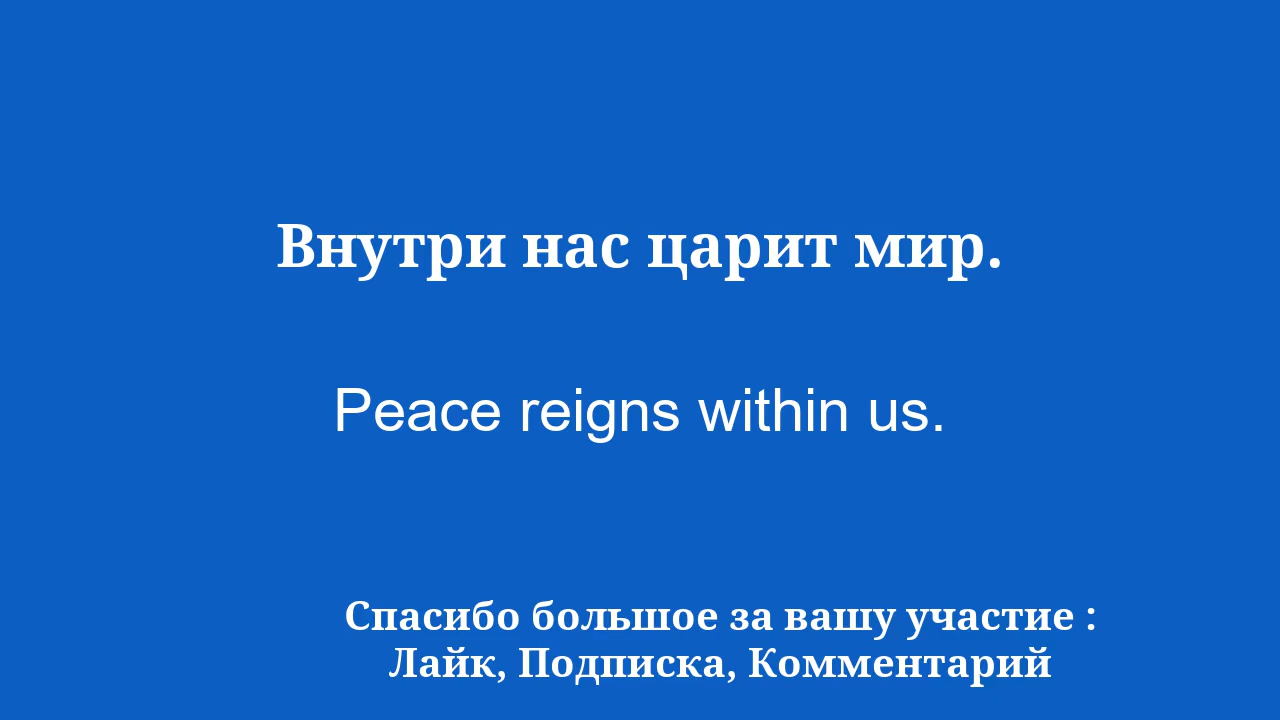 Внутри нас царит мир.
Peace reigns within us.
Спасибо большое за вашу участие :
Лайк, Подписка, Комментарий